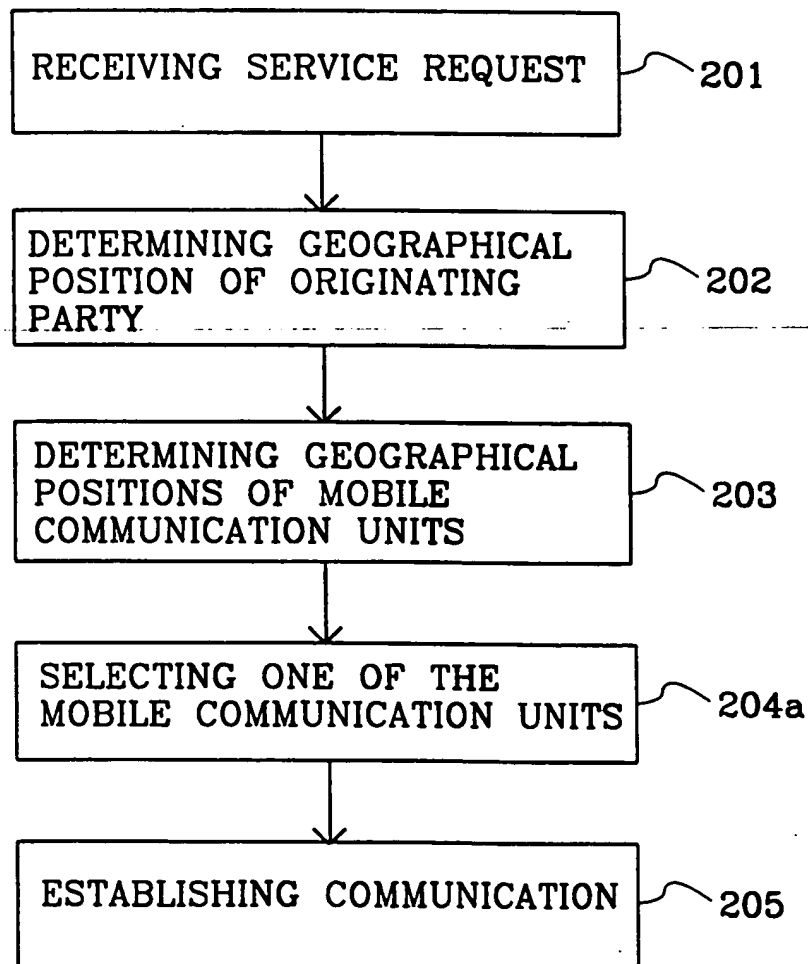 RECEIVING SERVICE REQUEST
201
DETERMINING GEOGRAPHICAL
POSITION OF ORIGINATING
PARTY
202
DETERMINING GEOGRAPHICAL
POSITIONS OF MOBILE
COMMUNICATION UNITS
203
SELECTING ONE OF THE
MOBILE COMMUNICATION UNITS
204a
ESTABLISHING COMMUNICATION
205